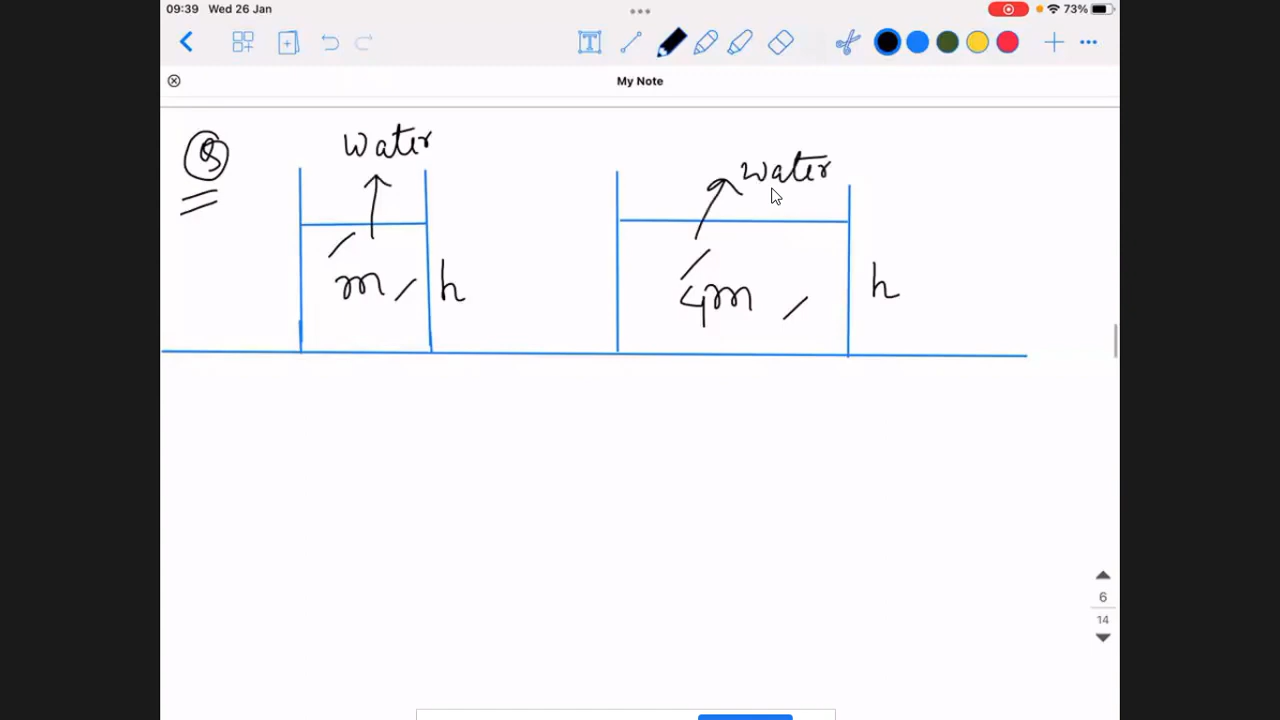 09:39 Wed 26 Jan
73%
T
My Note
Q
Water
Water
m, h
4m, h
6
14